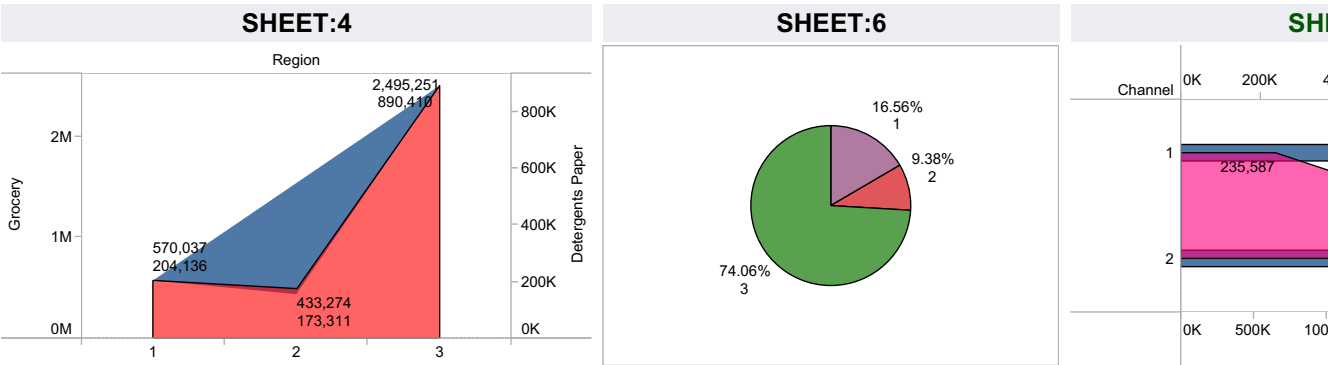 SHEET:4
Region
2M
1M
0M
Grocery
2,495,251
890,410
570,037
204,136
433,274
173,311
800K
600K
400K
200K
0K
Detergents Paper
1
2
3
SHEET:6
16.56%
1
9.38%
2
74.06%
3
Channel
0K
200K
1
235,587
2
0K
500K